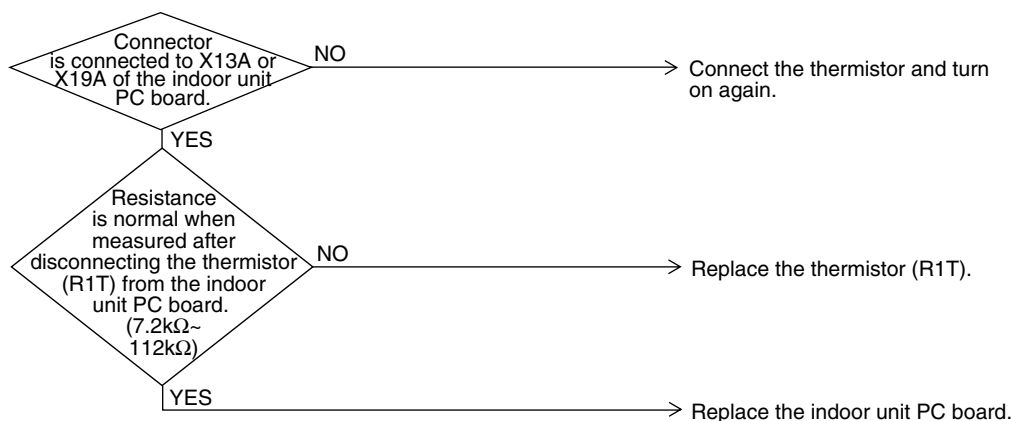 Connector
is connected to X13A or
X19A of the indoor unit
PC board.
NO
Connect the thermistor and turn
on again.
YES
Resistance
is normal when
measured after
disconnecting the thermistor
(R1T) from the indoor
unit PC board.
(7.2kΩ~
112kΩ)
NO
Replace the thermistor (R1T).
YES
Replace the indoor unit PC board.